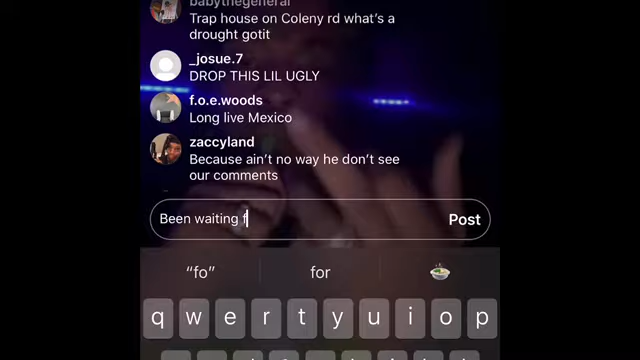 babythegeneral
Trap house on Coleny rd what's a
drought gotit
_josue.7
DROP THIS LIL UGLY
f.o.e.woods
Long live Mexico
zaccyland
Because ain't no way he don't see
our comments
Been waiting f
Post
"fo"
for
q w e r t y u i o p